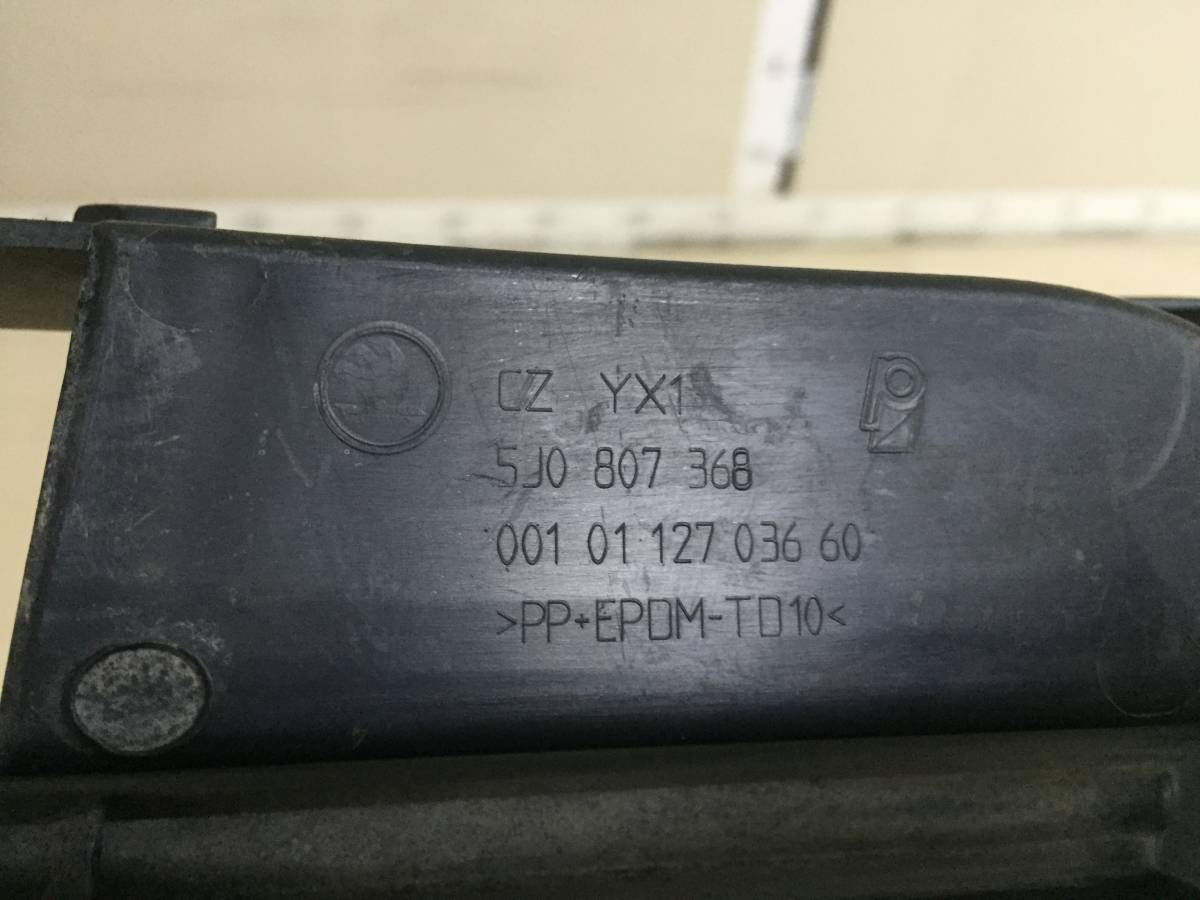 CZ YX1
5J0 807 368
001 01 127 036 60
>PP+EPDM-TD10<